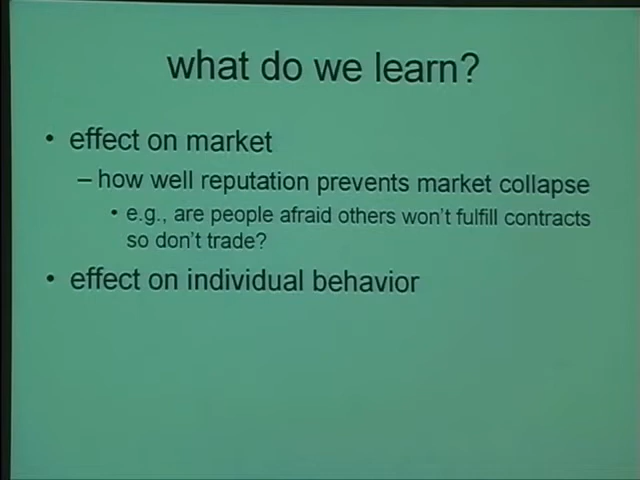 what do we learn?
• effect on market
– how well reputation prevents market collapse
• e.g., are people afraid others won't fulfill contracts
so don't trade?
• effect on individual behavior